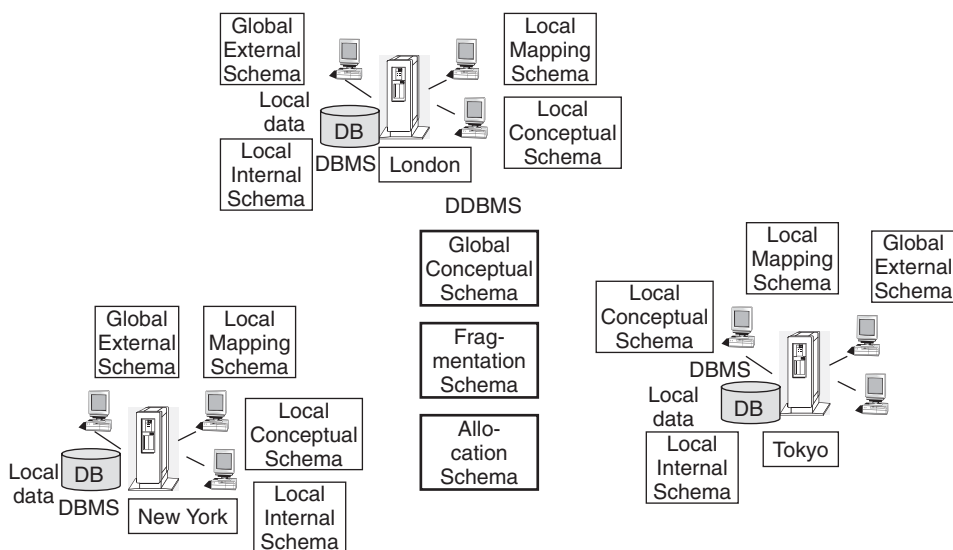 Global
External
Schema
Local
Mapping
Schema
Local
data
DB
DBMS
Local
Internal
Schema
London
Local
Conceptual
Schema
DDBMS
Global
Conceptual
Schema
Frag-
mentation
Schema
Allo-
cation
Schema
Global
External
Schema
Local
Mapping
Schema
Local
Conceptual
Schema
Local
data
DB
DBMS
New York
Local
Internal
Schema
Local
Mapping
Schema
Global
External
Schema
Local
Conceptual
Schema
DBMS
Local
data
DB
Local
Internal
Schema
Tokyo